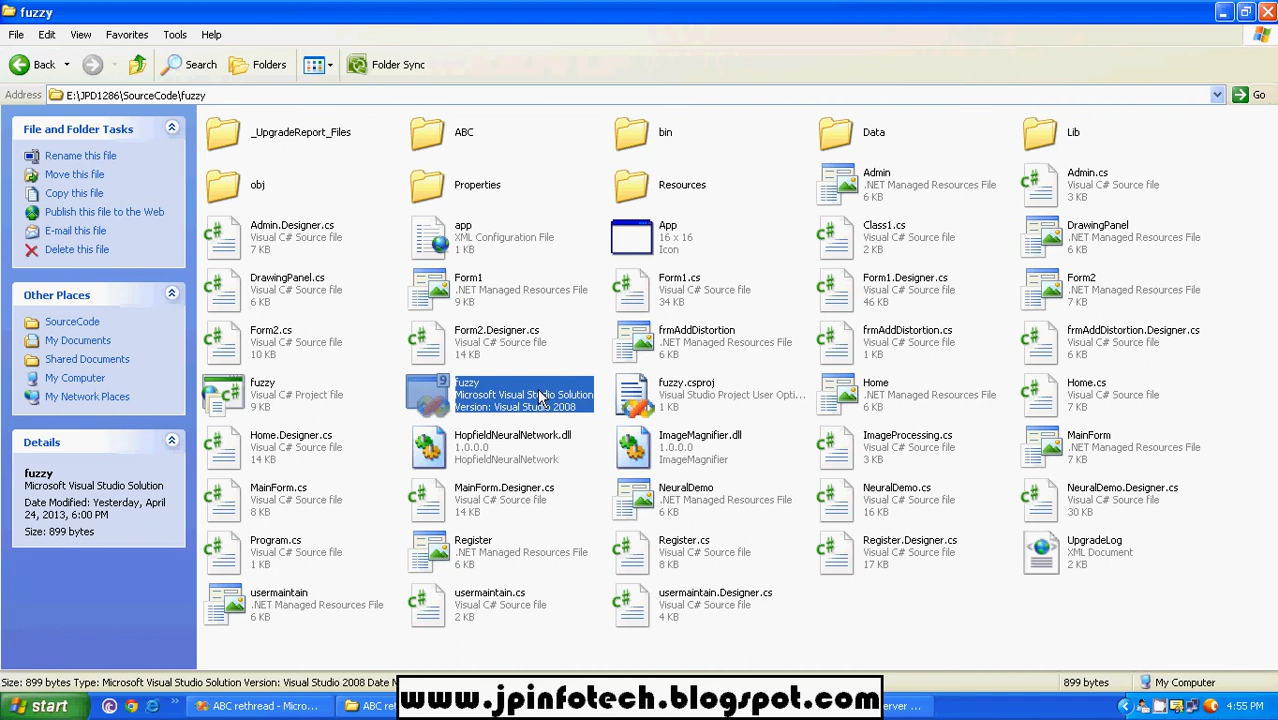 fuzzy
File Edit View Favorites Tools Help
Back Search Folders Folder Sync
Address E:\JPD1286\SourceCode\fuzzy Go
File and Folder Tasks
Rename this file
Move this file
Copy this file
Publish this file to the Web
E-mail this file
Delete this file
Other Places
SourceCode
My Documents
Shared Documents
My Computer
My Network Places
Details
fuzzy
Microsoft Visual Studio Solution
Date Modified: Yesterday, April
24, 2013, 6:00 PM
Size: 899 bytes
_UpgradeReport_Files
ABC
bin
Data
Lib
obj
Properties
Resources
Admin
.NET Managed Resources File
6 KB
Admin.cs
Visual C# Source file
3 KB
Admin.Designer.cs
Visual C# Source file
7 KB
app
XML Configuration File
1 KB
App
16 x 16
Icon
Class1.cs
Visual C# Source file
2 KB
DrawingPanel
.NET Managed Resources File
6 KB
DrawingPanel.cs
Visual C# Source file
6 KB
Form1
.NET Managed Resources File
9 KB
Form1.cs
Visual C# Source file
34 KB
Form1.Designer.cs
Visual C# Source file
46 KB
Form2
.NET Managed Resources File
7 KB
Form2.cs
Visual C# Source file
10 KB
Form2.Designer.cs
Visual C# Source file
14 KB
frmAddDistortion
.NET Managed Resources File
6 KB
frmAddDistortion.cs
Visual C# Source file
6 KB
frmAddDistortion.Designer.cs
Visual C# Source file
6 KB
fuzzy
Visual C# Project file
9 KB
9
fuzzy
Microsoft Visual Studio Solution
Version: Visual Studio 2008
fuzzy.csproj
Visual Studio Project User Opti...
1 KB
Home
.NET Managed Resources File
6 KB
Home.cs
Visual C# Source file
7 KB
Home.Designer.cs
Visual C# Source file
14 KB
HopfieldNeuralNetwork.dll
1.0.0.0
HopfieldNeuralNetwork
ImageMagnifier.dll
1.0.0.0
ImageMagnifier
ImageProcessing.cs
Visual C# Source file
3 KB
MainForm
.NET Managed Resources File
7 KB
MainForm.cs
Visual C# Source file
8 KB
MainForm.Designer.cs
Visual C# Source file
14 KB
NeuralDemo
.NET Managed Resources File
6 KB
NeuralDemo.cs
Visual C# Source file
16 KB
NeuralDemo.Designer.cs
Visual C# Source file
30 KB
Program.cs
Visual C# Source file
1 KB
Register
.NET Managed Resources File
6 KB
Register.cs
Visual C# Source file
8 KB
Register.Designer.cs
Visual C# Source file
17 KB
UpgradeLog
XML Document
2 KB
usermaintain
.NET Managed Resources File
6 KB
usermaintain.cs
Visual C# Source file
2 KB
usermaintain.Designer.cs
Visual C# Source file
4 KB
Size: 899 bytes Type: Microsoft Visual Studio Solution Version: Visual Studio 2008 Date M 899 bytes My Computer
start ABC rethread - Micro... ABC re www.jpinfotech.blogspot.com erver ... 4:55 PM